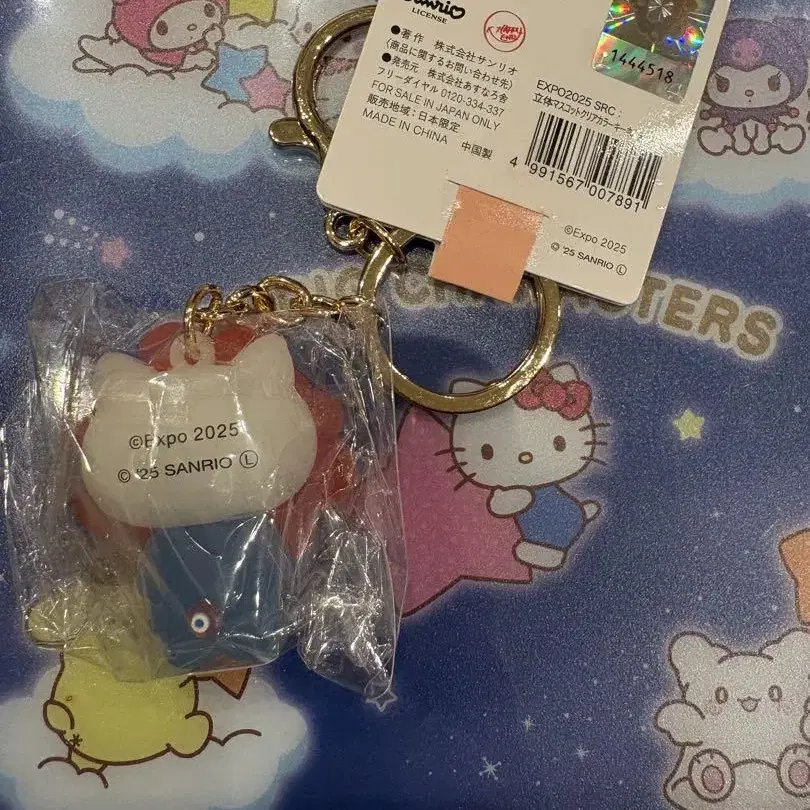 Sanrio
LICENSE
●著作 株式会社サンリオ
〈商品に関するお問い合わせ先〉
●発売元 株式会社あすなろ舎
フリーダイヤル 0120-334-337
FOR SALE IN JAPAN ONLY
販売地域:日本限定
MADE IN CHINA 中国製
1444518
EXPO2025 SRC:
立体マスコットクリアカラーキー
4 991567 007891
©Expo 2025
© '25 SANRIO Ⓛ
©Expo 2025
© '25 SANRIO Ⓛ